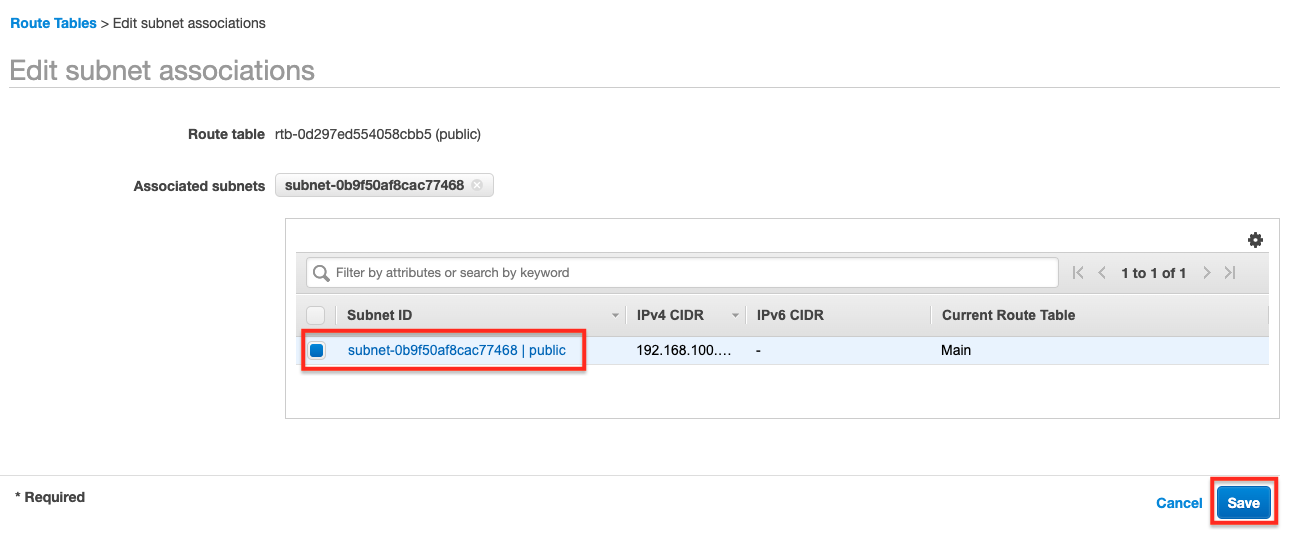 Route Tables > Edit subnet associations
Edit subnet associations
Route table rtb-0d297ed554058cbb5 (public)
Associated subnets subnet-0b9f50af8cac77468
Filter by attributes or search by keyword 1 to 1 of 1
Subnet ID IPv4 CIDR IPv6 CIDR Current Route Table
subnet-0b9f50af8cac77468 | public 192.168.100.... - Main
* Required
Cancel Save